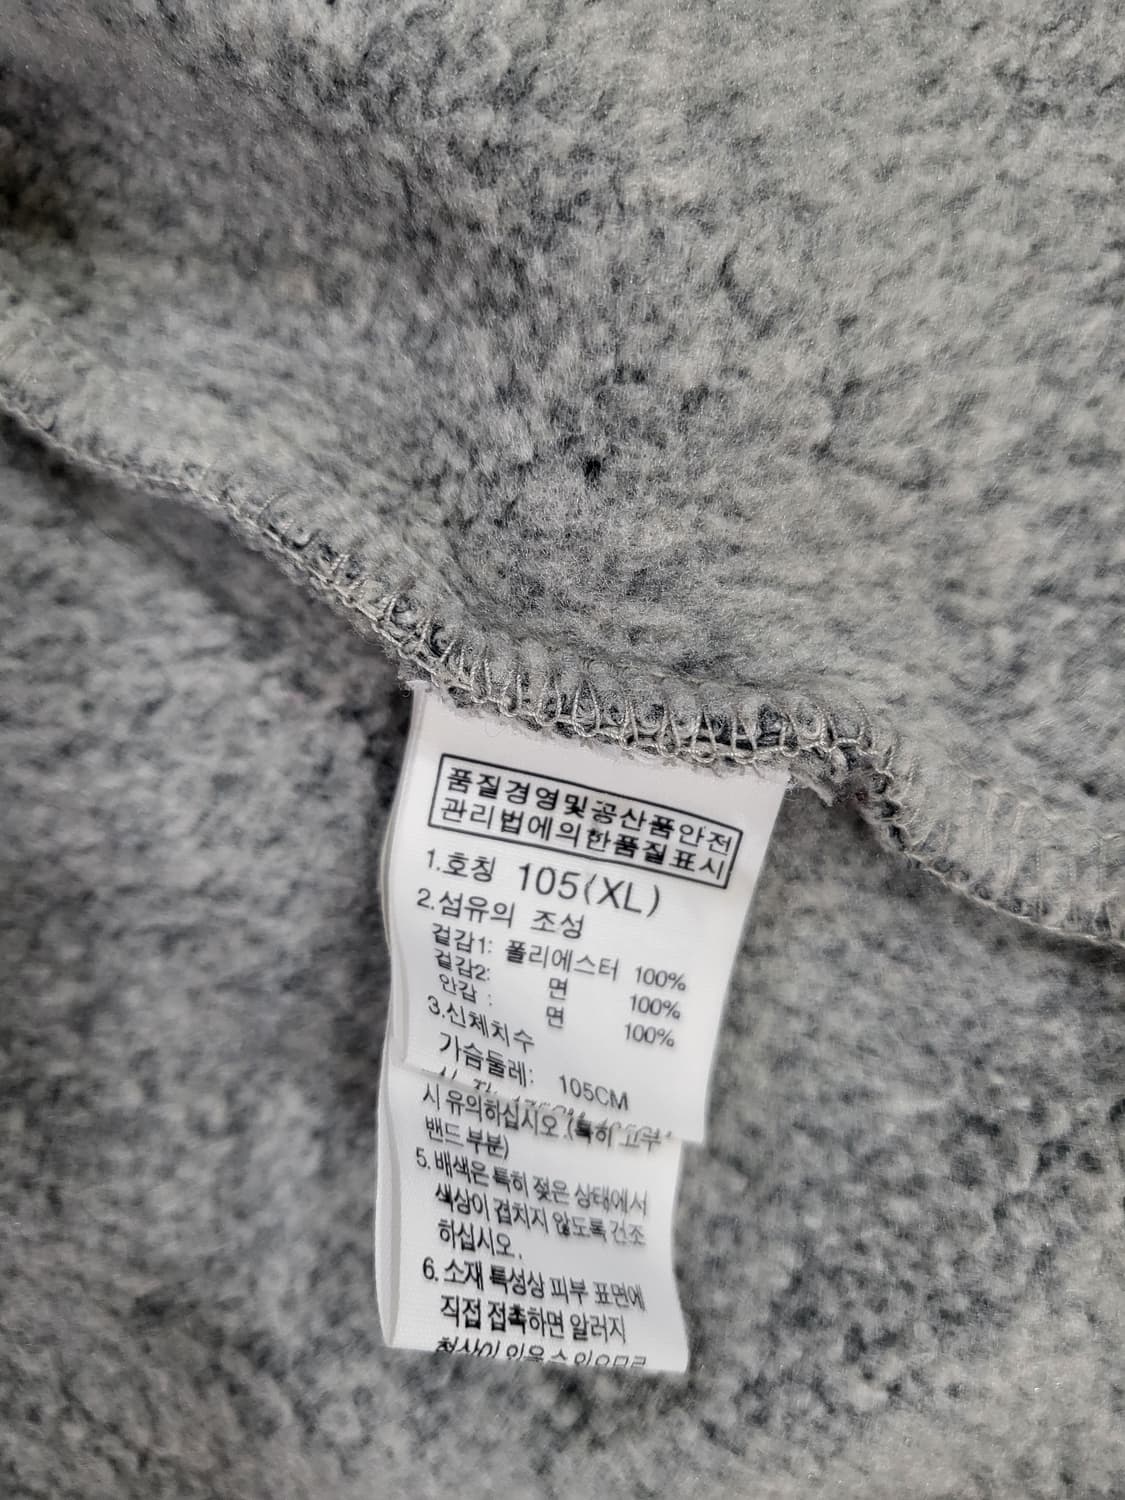 품질경영및공산품안전
관리법에의한품질표시
1.호칭 105(XL)
2.섬유의 조성
겉감1: 폴리에스터 100%
겉감2: 면 100%
안감 : 면 100%
3.신체치수
가슴둘레: 105CM
시 유의하십시오.(특히 고무
밴드 부분)
5. 배색은 특히 젖은 상태에서
색상이 겹치지 않도록 건조
하십시오.
6. 소재 특성상 피부 표면에
직접 접촉하면 알러지